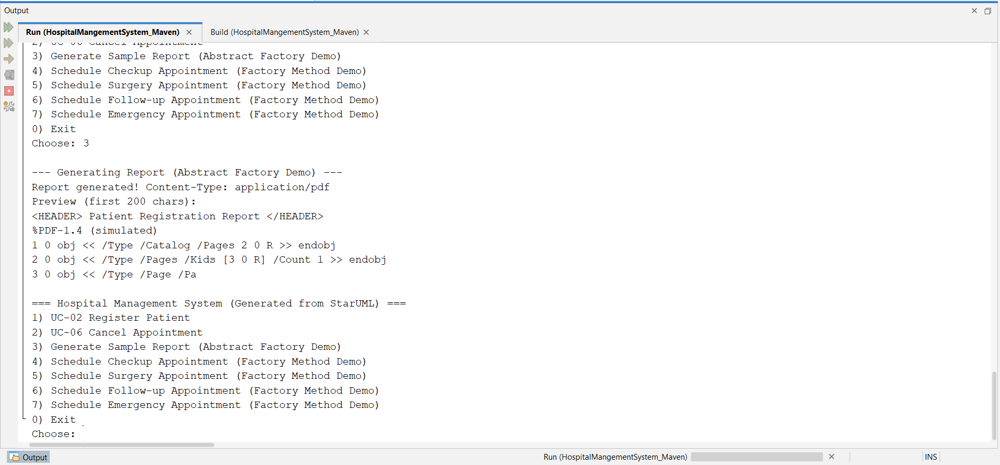 Output
Run (HospitalMangementSystem_Maven)
Build (HospitalMangementSystem_Maven)
2) UC-06 Cancel Appointment
3) Generate Sample Report (Abstract Factory Demo)
4) Schedule Checkup Appointment (Factory Method Demo)
5) Schedule Surgery Appointment (Factory Method Demo)
6) Schedule Follow-up Appointment (Factory Method Demo)
7) Schedule Emergency Appointment (Factory Method Demo)
0) Exit
Choose: 3
--- Generating Report (Abstract Factory Demo) ---
Report generated! Content-Type: application/pdf
Preview (first 200 chars):
<HEADER> Patient Registration Report </HEADER>
%PDF-1.4 (simulated)
1 0 obj << /Type /Catalog /Pages 2 0 R >> endobj
2 0 obj << /Type /Pages /Kids [3 0 R] /Count 1 >> endobj
3 0 obj << /Type /Page /Pa
=== Hospital Management System (Generated from StarUML) ===
1) UC-02 Register Patient
2) UC-06 Cancel Appointment
3) Generate Sample Report (Abstract Factory Demo)
4) Schedule Checkup Appointment (Factory Method Demo)
5) Schedule Surgery Appointment (Factory Method Demo)
6) Schedule Follow-up Appointment (Factory Method Demo)
7) Schedule Emergency Appointment (Factory Method Demo)
0) Exit
Choose:
Output
Run (HospitalMangementSystem_Maven)
INS